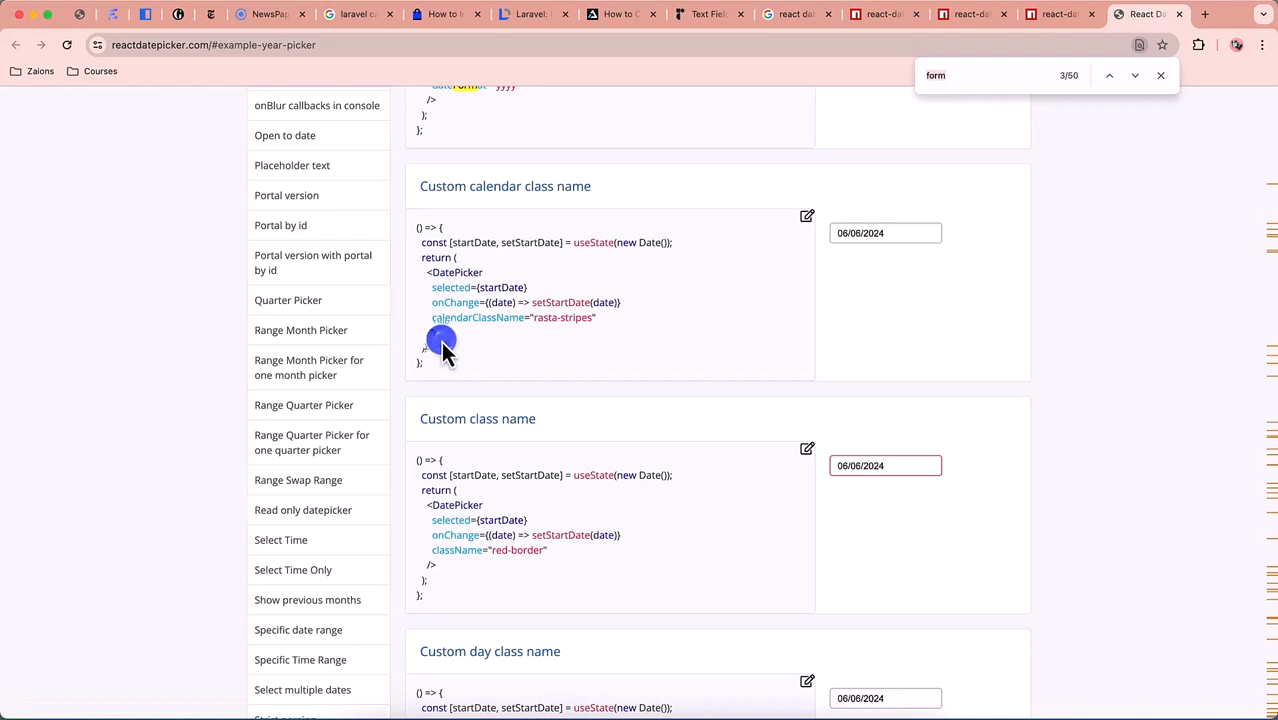 NewsPap
laravel ca
How to I
Laravel:
How to C
Text Field
react dat
react-dat
react-dat
react-dat
React Da
reactdatepicker.com/#example-year-picker
Zaions
Courses
form
3/50
onBlur callbacks in console
Open to date
Placeholder text
Portal version
Portal by id
Portal version with portal
by id
Quarter Picker
Range Month Picker
Range Month Picker for
one month picker
Range Quarter Picker
Range Quarter Picker for
one quarter picker
Range Swap Range
Read only datepicker
Select Time
Select Time Only
Show previous months
Specific date range
Specific Time Range
Select multiple dates
/>
);
};
Custom calendar class name
() => {
const [startDate, setStartDate] = useState(new Date());
return (
<DatePicker
selected={startDate}
onChange={(date) => setStartDate(date)}
calendarClassName="rasta-stripes"
};
06/06/2024
Custom class name
() => {
const [startDate, setStartDate] = useState(new Date());
return (
<DatePicker
selected={startDate}
onChange={(date) => setStartDate(date)}
className="red-border"
/>
);
};
06/06/2024
Custom day class name
() => {
const [startDate, setStartDate] = useState(new Date());
06/06/2024